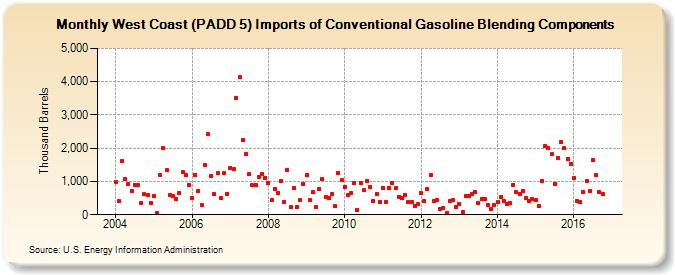 Monthly West Coast (PADD 5) Imports of Conventional Gasoline Blending Components
Thousand Barrels
5,000
4,000
3,000
2,000
1,000
0
2004 2006 2008 2010 2012 2014 2016
Source: U.S. Energy Information Administration